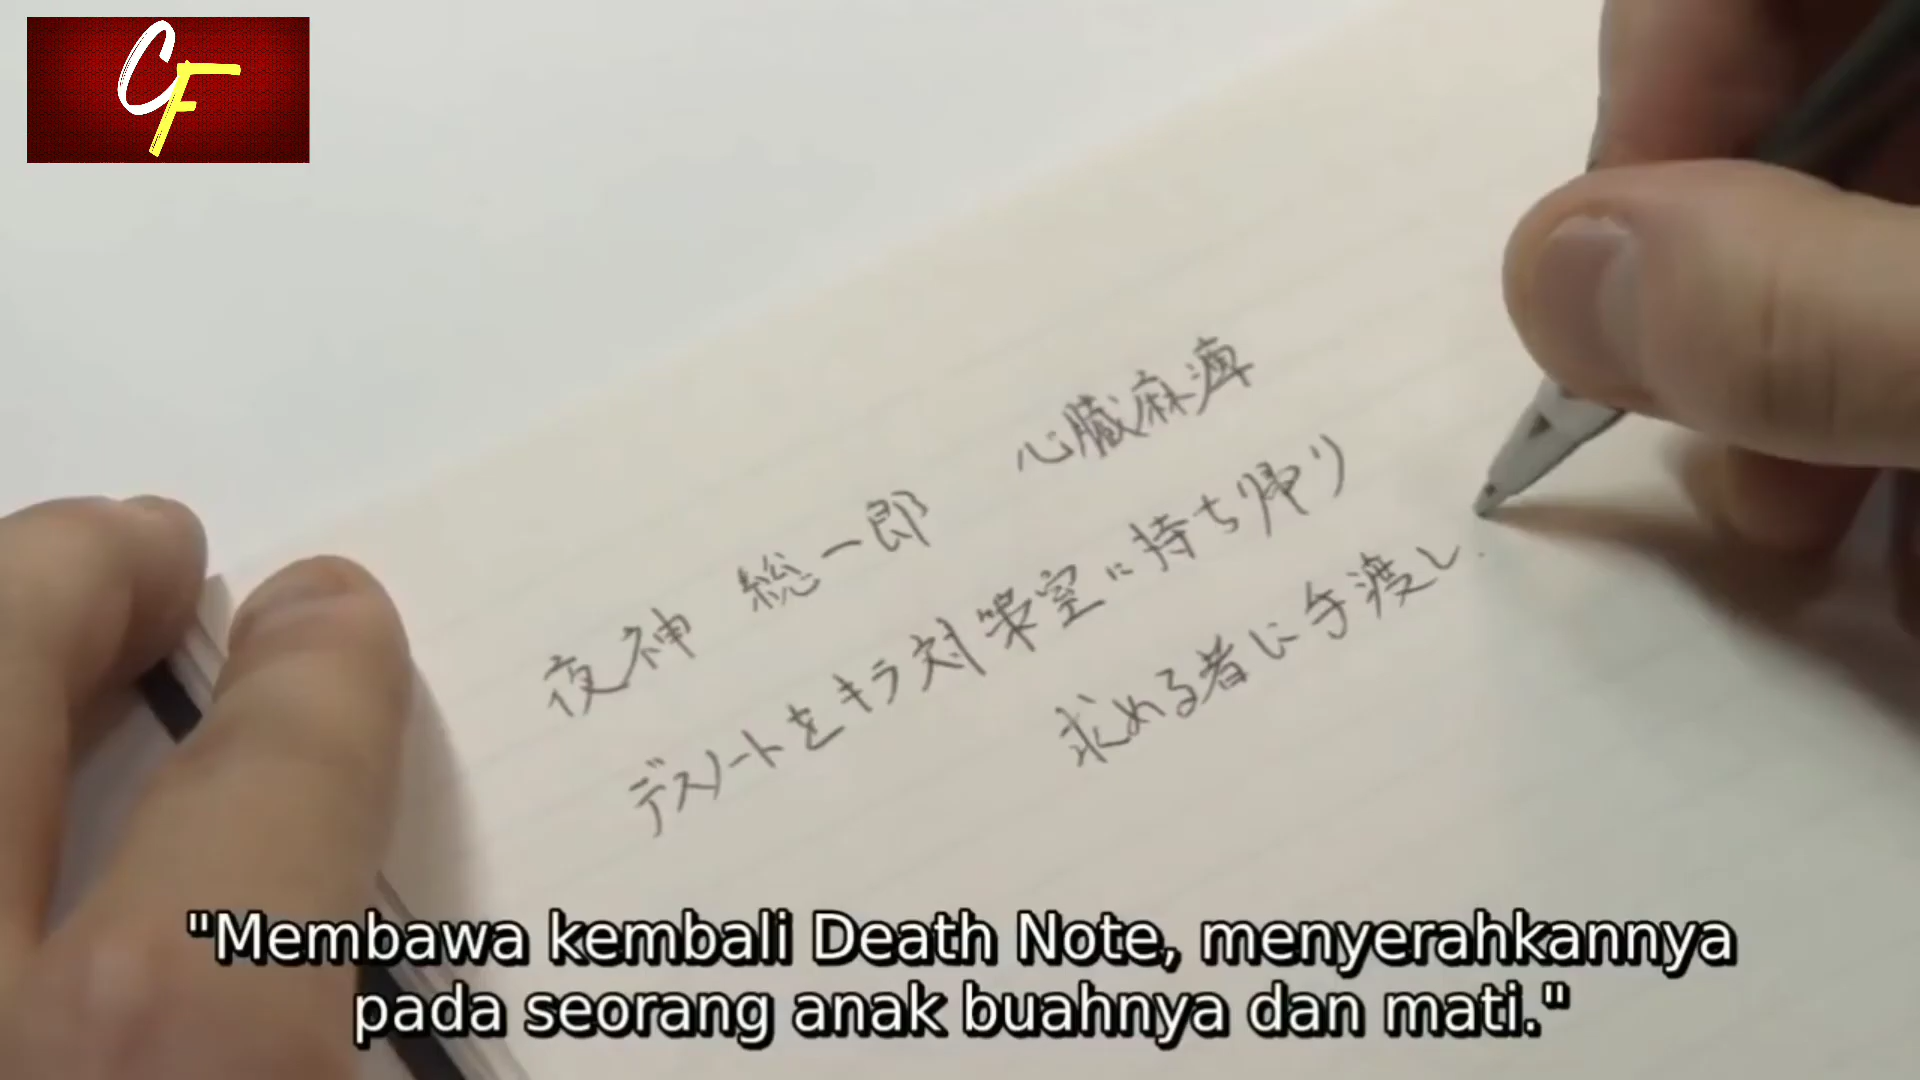 CF
夜神 総一郎 心臓麻痺
デスノートをキラ対策室に持ち帰り
求める者に手渡し.
"Membawa kembali Death Note, menyerahkannya
pada seorang anak buahnya dan mati."